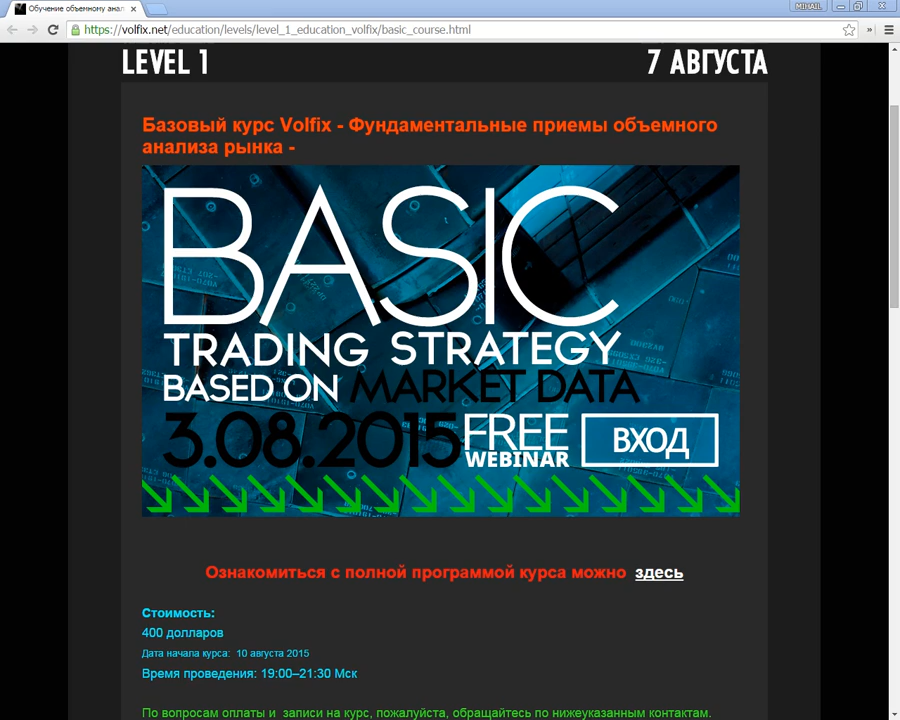 Обучение объемному анал
MIHAIL
https://volfix.net/education/levels/level_1_education_volfix/basic_course.html
LEVEL 1
7 АВГУСТА
Базовый курс Volfix - Фундаментальные приемы объемного
анализа рынка -
BASIC
TRADING STRATEGY
BASED ON MARKET DATA
3.08.2015 FREE
WEBINAR
ВХОД
Ознакомиться с полной программой курса можно здесь
Стоимость:
400 долларов
Дата начала курса: 10 августа 2015
Время проведения: 19:00–21:30 Мск
По вопросам оплаты и записи на курс, пожалуйста, обращайтесь по нижеуказанным контактам.